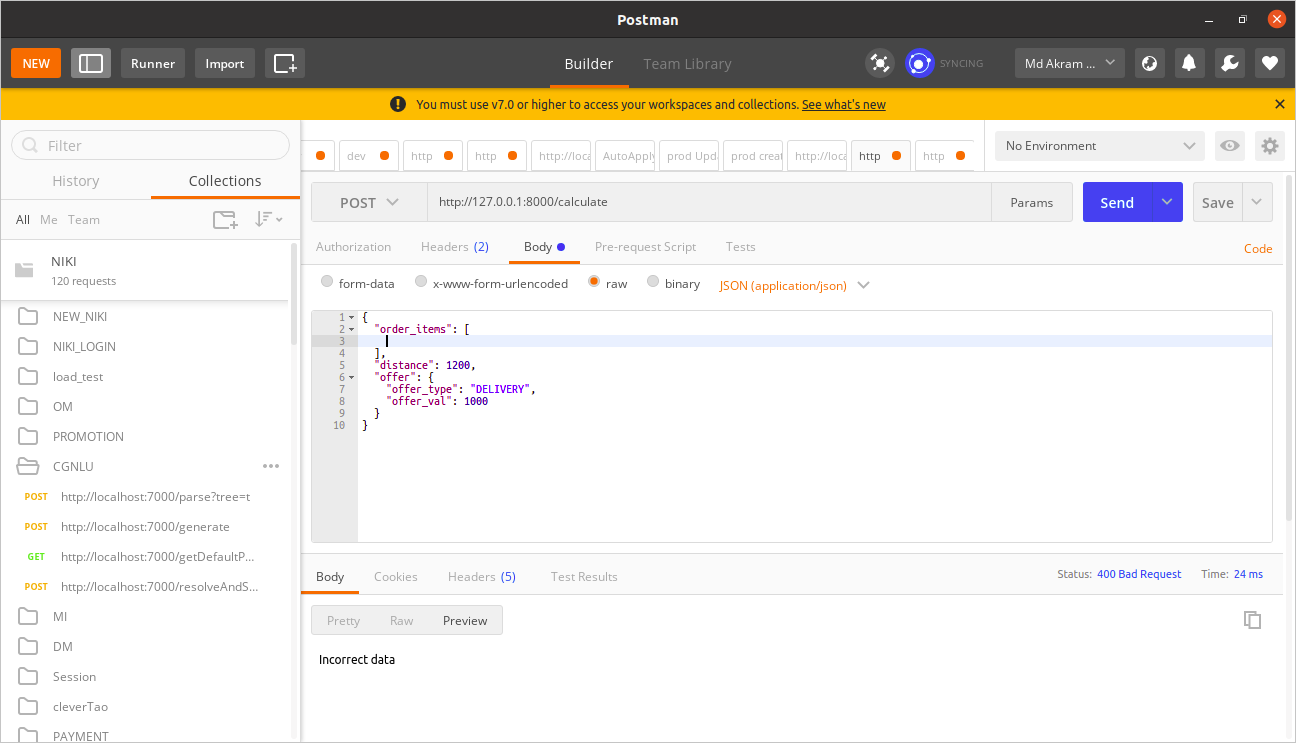 Postman
NEW
Runner
Import
Builder
Team Library
SYNCING
Md Akram ...
You must use v7.0 or higher to access your workspaces and collections. See what's new
Filter
History
Collections
All Me Team
NIKI
120 requests
NEW_NIKI
NIKI_LOGIN
load_test
OM
PROMOTION
CGNLU
POST http://localhost:7000/parse?tree=t
POST http://localhost:7000/generate
GET http://localhost:7000/getDefaultP...
POST http://localhost:7000/resolveAndS...
MI
DM
Session
cleverTao
PAYMENT
dev
http
http
http://loca
AutoApply
prod Upda
prod creat
http://loca
http
http
No Environment
POST
http://127.0.0.1:8000/calculate
Params
Send
Save
Authorization
Headers (2)
Body
Pre-request Script
Tests
Code
form-data
x-www-form-urlencoded
raw
binary
JSON (application/json)
1 {
2 "order_items": [
3
4 ],
5 "distance": 1200,
6 "offer": {
7 "offer_type": "DELIVERY",
8 "offer_val": 1000
9 }
10 }
Body
Cookies
Headers (5)
Test Results
Status: 400 Bad Request
Time: 24 ms
Pretty
Raw
Preview
Incorrect data